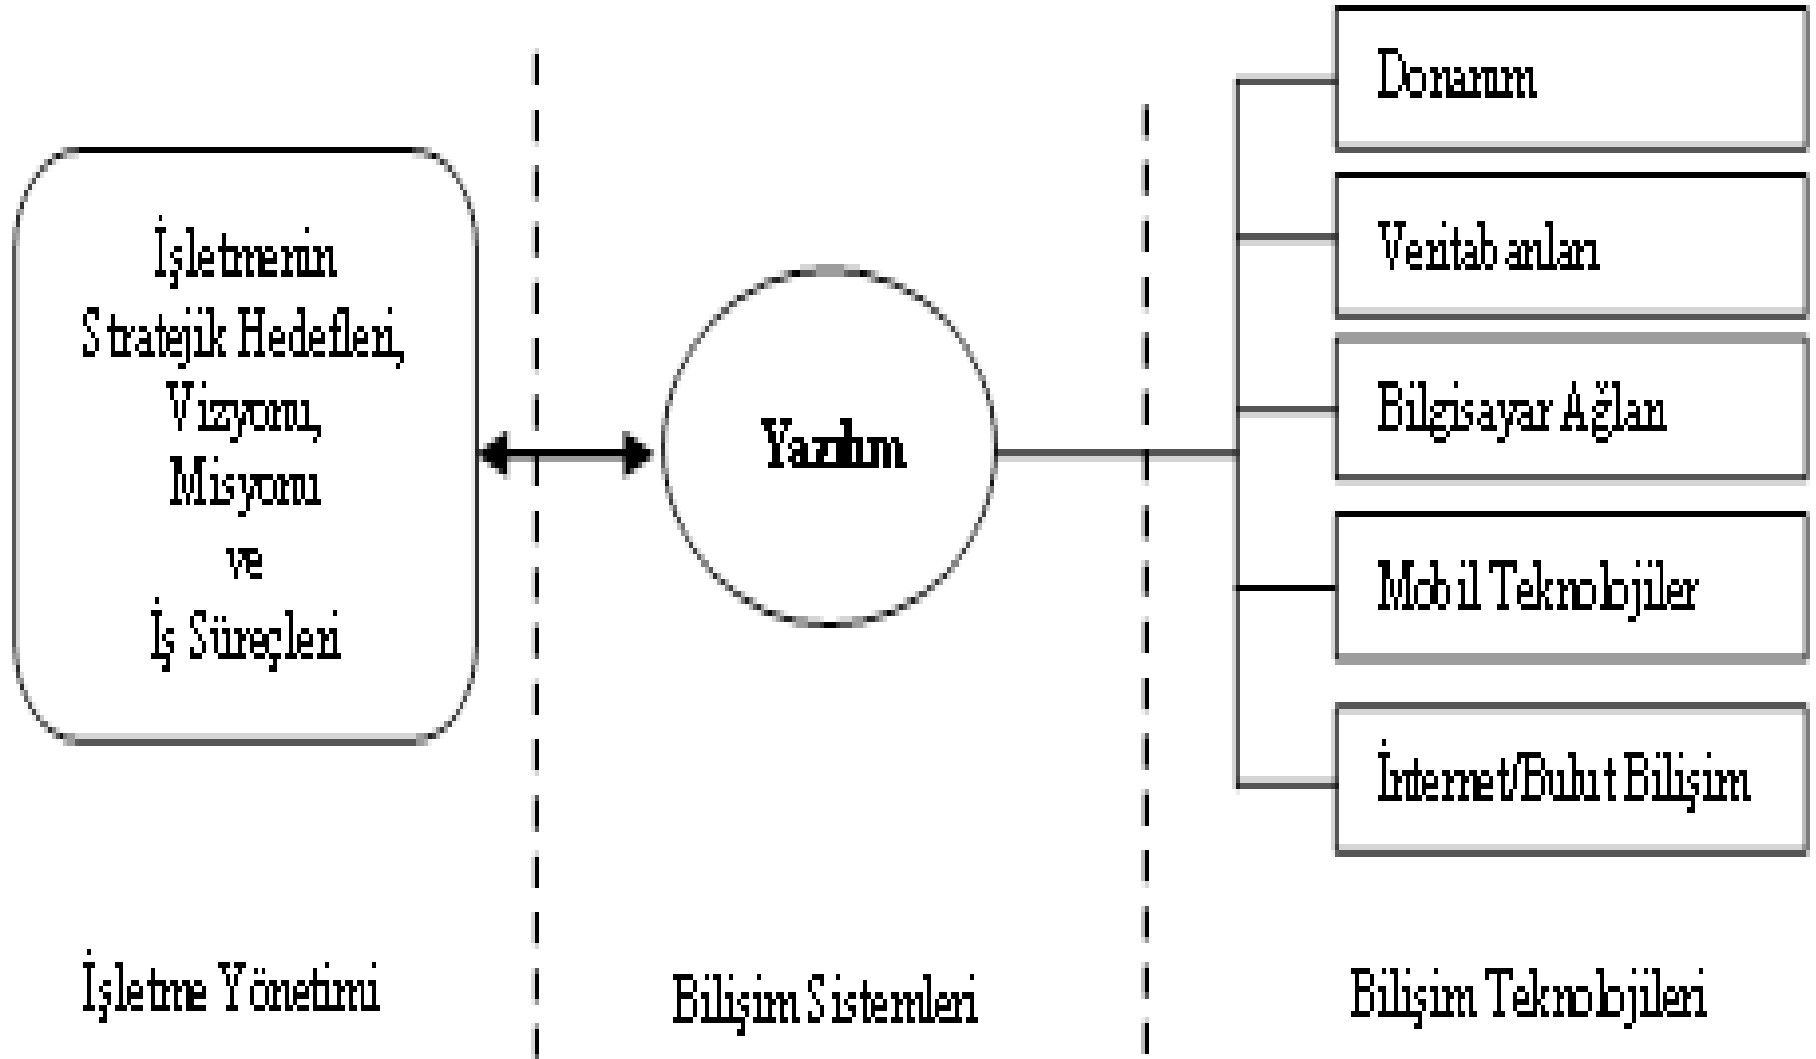 İşletmenin
Stratejik Hedefleri,
Vizyonu,
Misyonu
ve
İş Süreçleri
Yazılım
Donanım
Veritabanları
Bilgisayar Ağları
Mobil Teknolojiler
İnternet/Bulut Bilişim
İşletme Yönetimi
Bilişim Sistemleri
Bilişim Teknolojileri